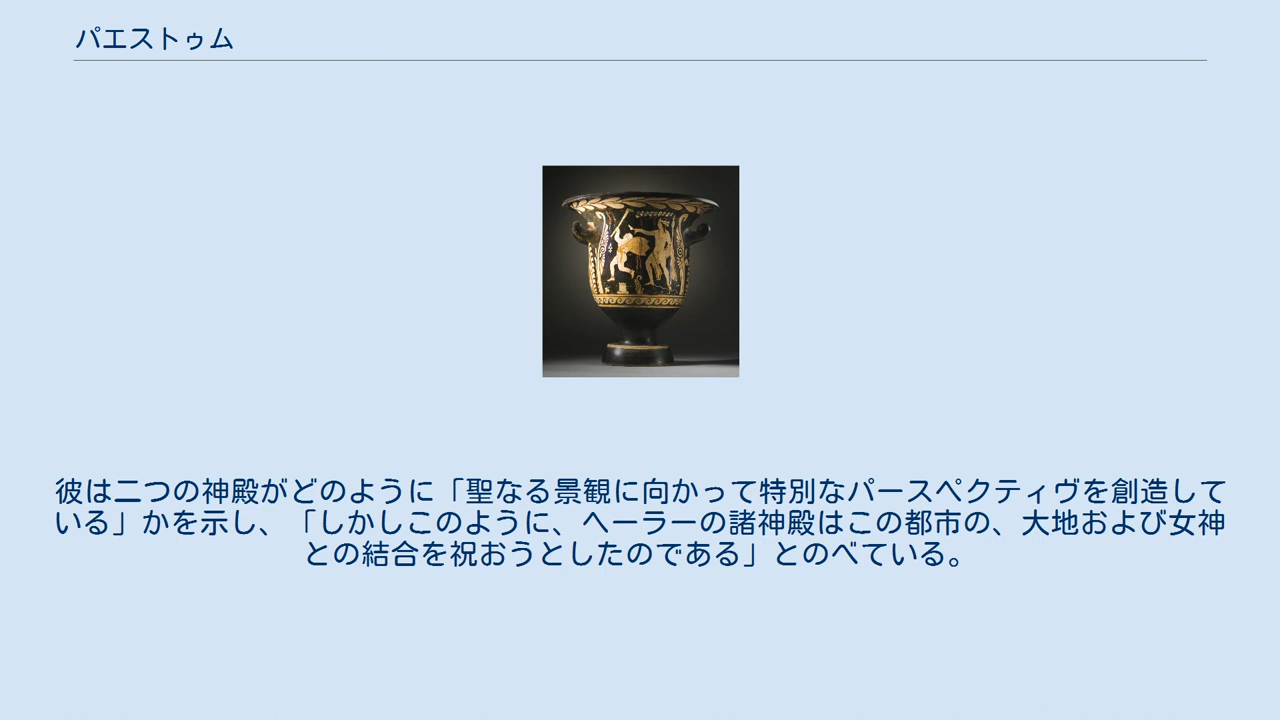 パエストゥム
彼は二つの神殿がどのように「聖なる景観に向かって特別なパースペクティヴを創造して
いる」かを示し、「しかしこのように、ヘーラーの諸神殿はこの都市の、大地および女神
との結合を祝おうとしたのである」とのべている。